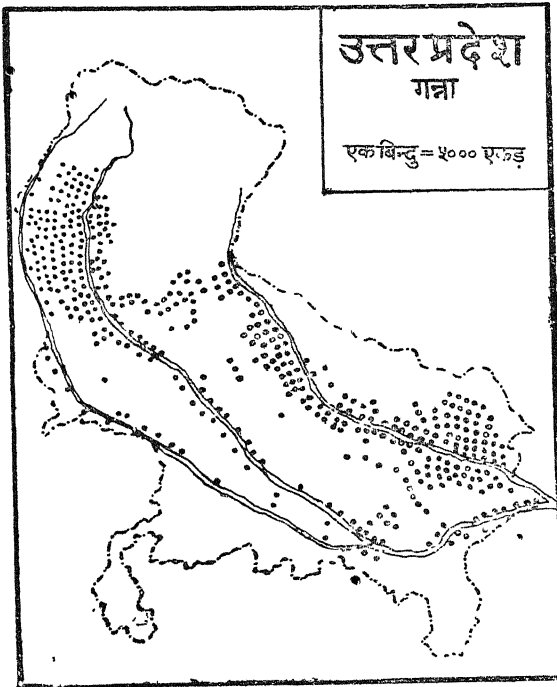 उत्तर प्रदेश
गन्ना
एक बिन्दु = ५००० एकड़